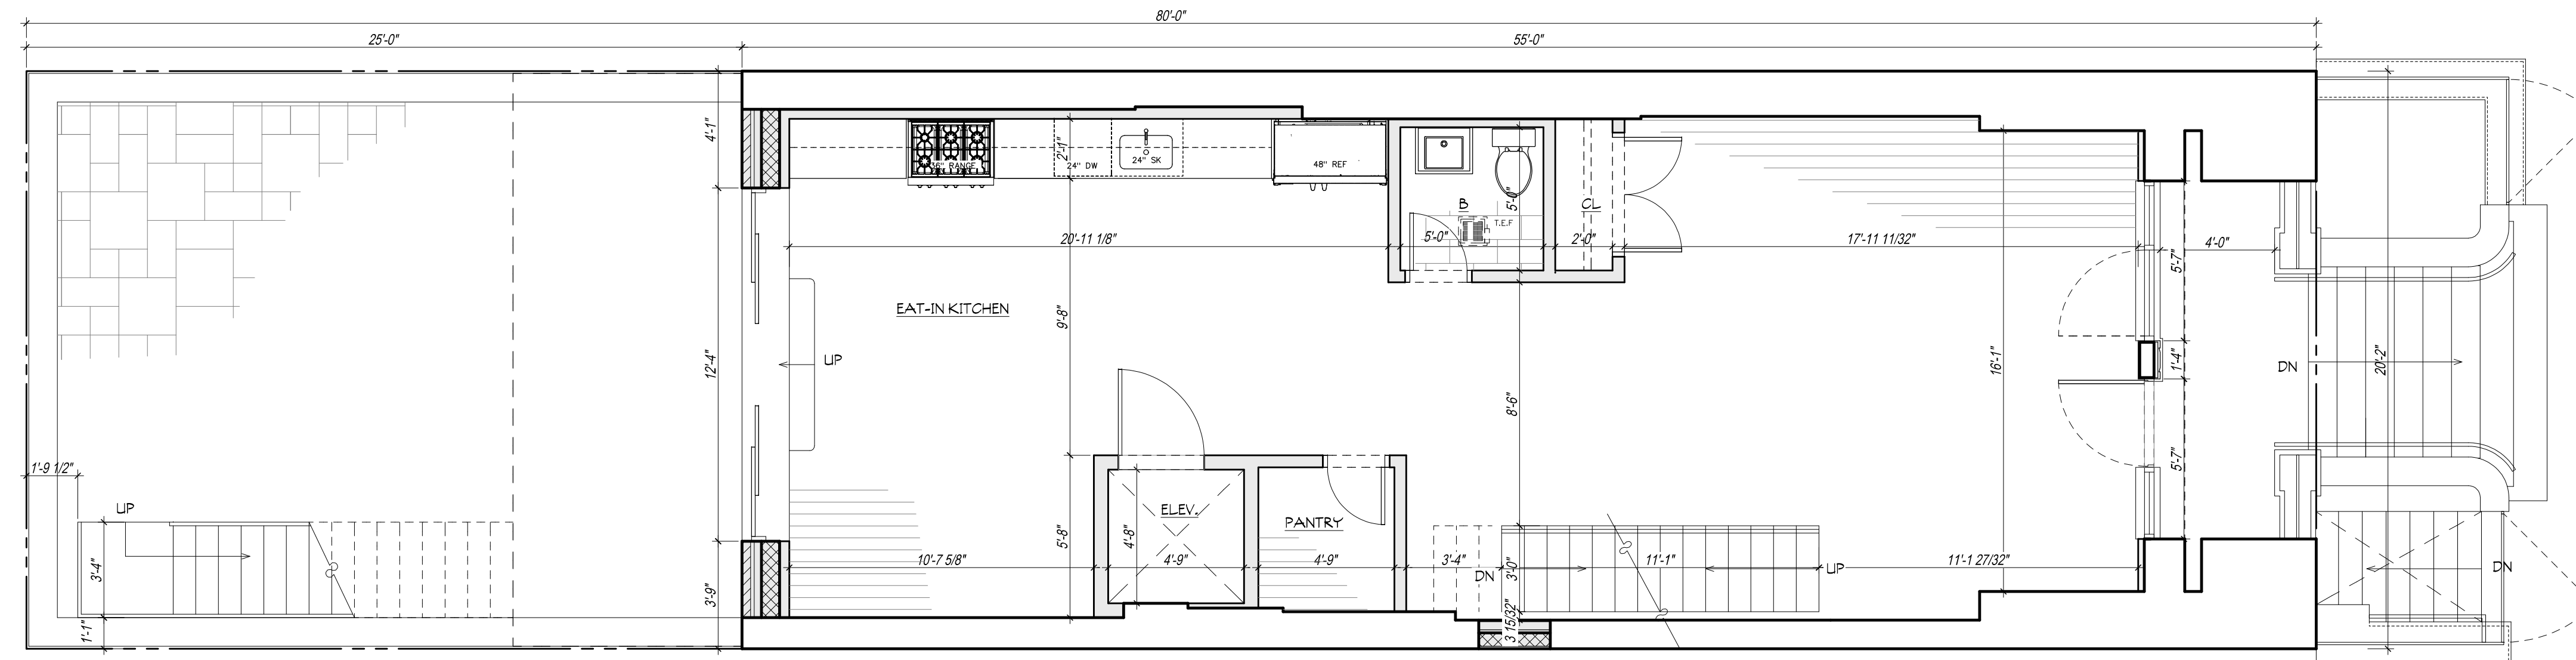 80'-0"
25'-0"
55'-0"
4'-1"
2'-1"
36" RANGE
24" DW
24" SK
48" REF
B
5'-0"
T.E.F
CL
20'-11 1/8"
5'-0"
2'-0"
17'-11 11/32"
5'-7"
4'-0"
EAT-IN KITCHEN
9'-8"
UP
12'-4"
8'-6"
16'-1"
1'-4"
DN
20'-2"
1'-9 1/2"
5'-7"
UP
ELEV.
PANTRY
4'-8"
5'-8"
3'-4"
3'-9"
10'-7 5/8"
4'-9"
4'-9"
3'-4"
DN
3'-0"
11'-1"
UP
11'-1 27/32"
DN
1'-1"
3 15/32"